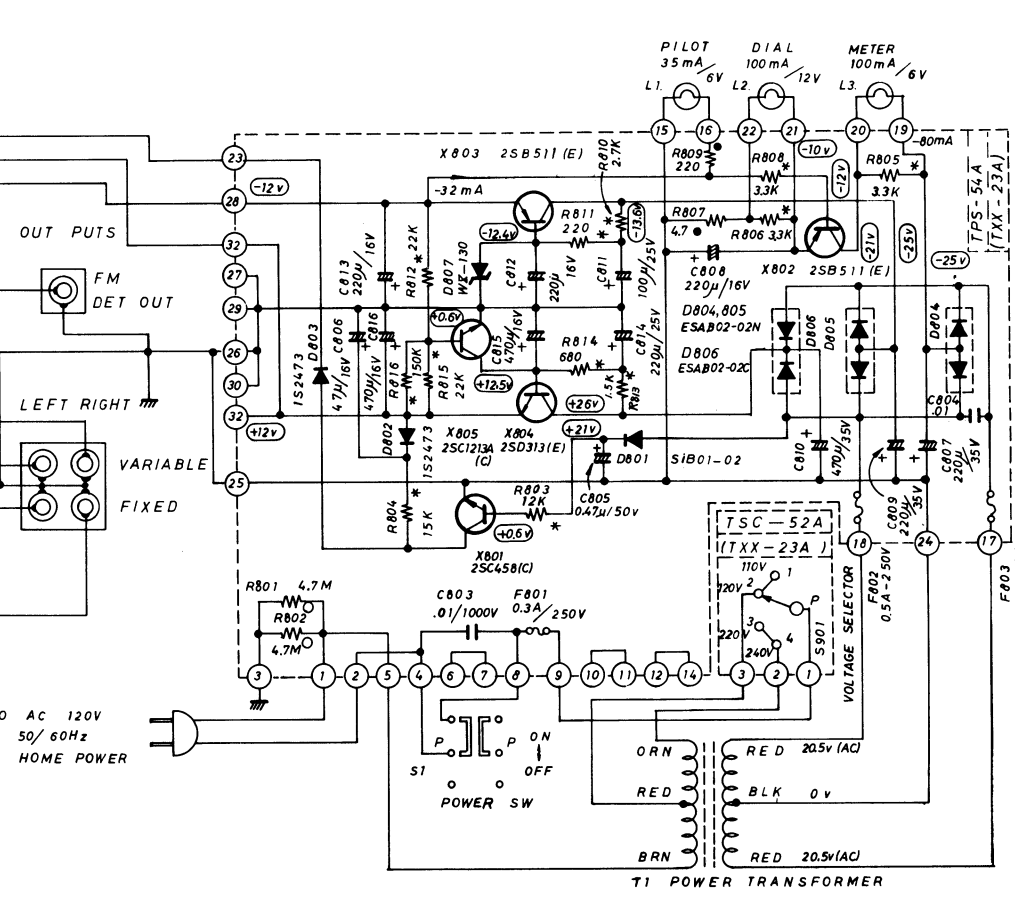 PILOT
35mA/6V
L1.
DIAL
100mA/12V
L2.
METER
100mA/6V
L3.
15
16
22
21
20
19
-80mA
TPS-54A
(TXX-23A)
23
28
32
27
29
26
30
32
25
-12v
+12v
OUT PUTS
FM
DET OUT
LEFT RIGHT
VARIABLE
FIXED
X803 2SB511(E)
-32mA
R810
2.7K
R809
220
-10v
R808
3.3K
-12v
R805
3.3K
R807
4.7
R806 3,3K
-13.6v
-12.4v
R811
220
C808
220μ/16V
X802
2SB511(E)
-21v
-25v
-25v
C813
220μ/16V
R812 22K
D807
WZ-130
C812
220μ
16V
C811
100μ/25V
D804,805
ESAB02-02N
D806
ESAB02-02C
D806
D805
D804
+0.6v
D803
1S2473
C806
47μ/16V
C816
470μ/16V
R816
150K
R815
22K
C815
470μ/16V
R814
680
C814
220μ/25V
+12.5v
1.5K
R813
+26v
C804
.01
D802
1S2473
X805
2SC1213A
(C)
X804
2SD313(E)
+21v
D801
SiB01-02
C805
0.47μ/50v
C810
470μ/35V
C809
220μ/35V
C807
220μ/35V
R804
15K
R803
12K
+0.6v
X801
2SC458(C)
TSC-52A
(TXX-23A)
18
24
17
F802
0.5A-250V
F803
VOLTAGE SELECTOR
110V
1
120V
2
P
3
220V
4
240V
S901
R801 4.7M
R802
4.7M
C803
.01/1000V
F801
0.3A/250V
3
1
2
5
4
6
7
8
9
10
11
12
14
3
2
1
AC 120V
50/60Hz
HOME POWER
S1
P
P
ON
OFF
POWER SW
ORN
RED
BRN
RED 20.5v(AC)
BLK 0v
RED 20.5v(AC)
T1 POWER TRANSFORMER